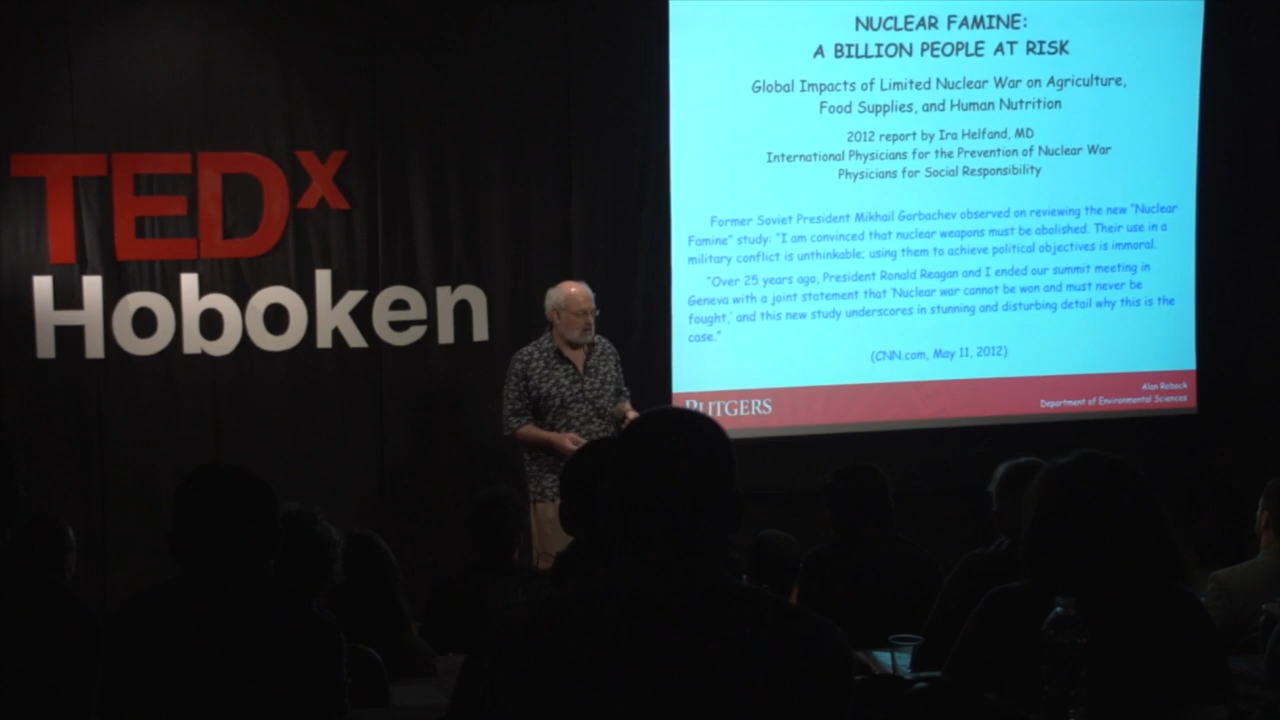 TEDx
Hoboken
NUCLEAR FAMINE:
A BILLION PEOPLE AT RISK
Global Impacts of Limited Nuclear War on Agriculture,
Food Supplies, and Human Nutrition
2012 report by Ira Helfand, MD
International Physicians for the Prevention of Nuclear War
Physicians for Social Responsibility
Former Soviet President Mikhail Gorbachev observed on reviewing the new "Nuclear
Famine" study: "I am convinced that nuclear weapons must be abolished. Their use in a
military conflict is unthinkable; using them to achieve political objectives is immoral.
"Over 25 years ago, President Ronald Reagan and I ended our summit meeting in
Geneva with a joint statement that 'Nuclear war cannot be won and must never be
fought,' and this new study underscores in stunning and disturbing detail why this is the
case."
(CNN.com, May 11, 2012)
RUTGERS
Alan Robock
Department of Environmental Sciences